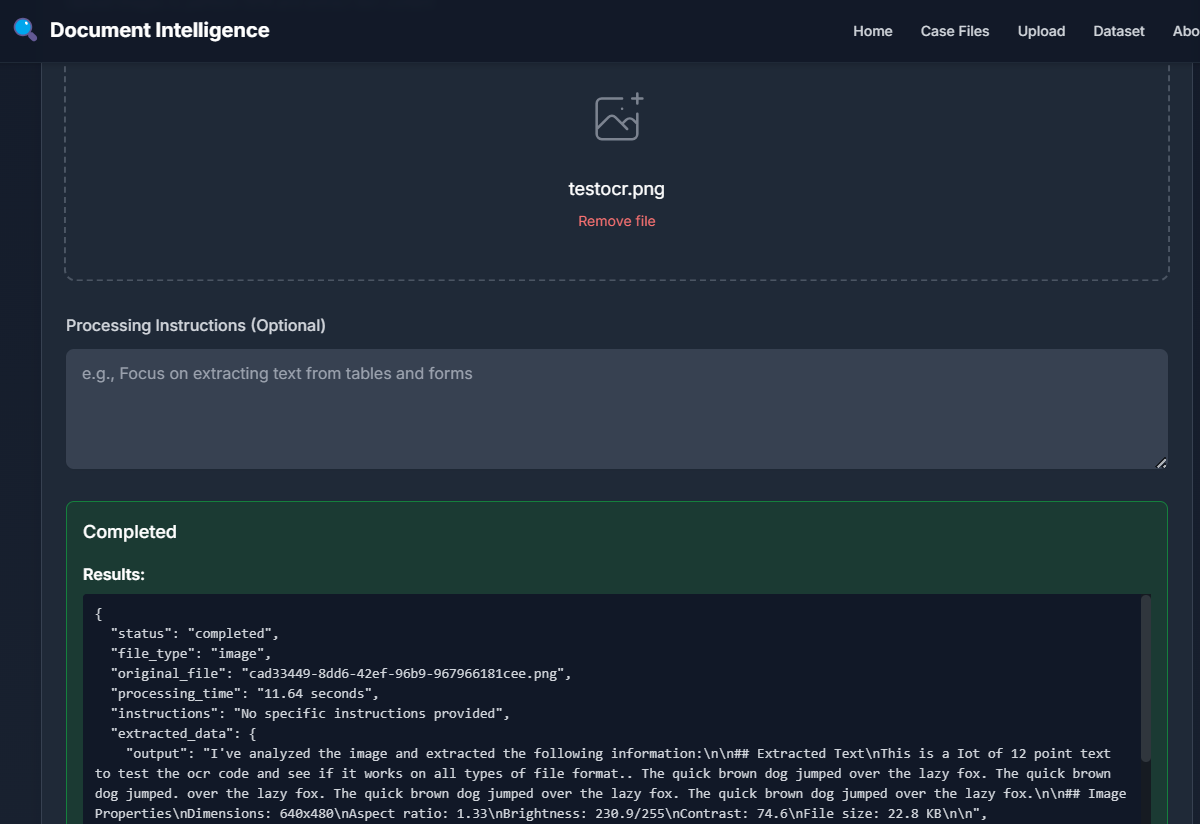 Document Intelligence
Home Case Files Upload Dataset Abo
testocr.png
Remove file
Processing Instructions (Optional)
e.g., Focus on extracting text from tables and forms
Completed
Results:
{
"status": "completed",
"file_type": "image",
"original_file": "cad33449-8dd6-42ef-96b9-967966181cee.png",
"processing_time": "11.64 seconds",
"instructions": "No specific instructions provided",
"extracted_data": {
"output": "I've analyzed the image and extracted the following information:\n\n## Extracted Text\nThis is a Iot of 12 point text
to test the ocr code and see if it works on all types of file format.. The quick brown dog jumped over the lazy fox. The quick brown
dog jumped. over the lazy fox. The quick brown dog jumped over the lazy fox. The quick brown dog jumped over the lazy fox.\n\n## Image
Properties\nDimensions: 640x480\nAspect ratio: 1.33\nBrightness: 230.9/255\nContrast: 74.6\nFile size: 22.8 KB\n\n",